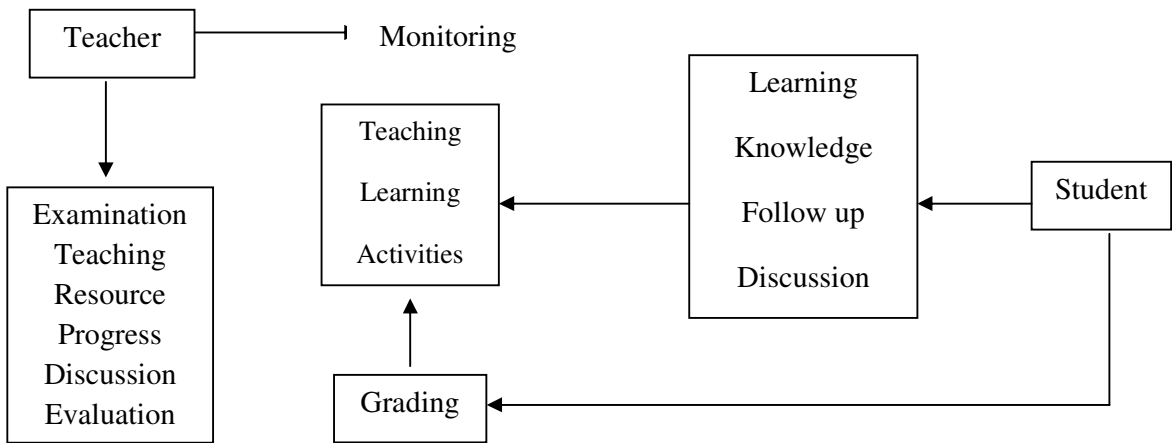 Teacher
Monitoring
Examination
Teaching
Resource
Progress
Discussion
Evaluation
Teaching
Learning
Activities
Grading
Learning
Knowledge
Follow up
Discussion
Student